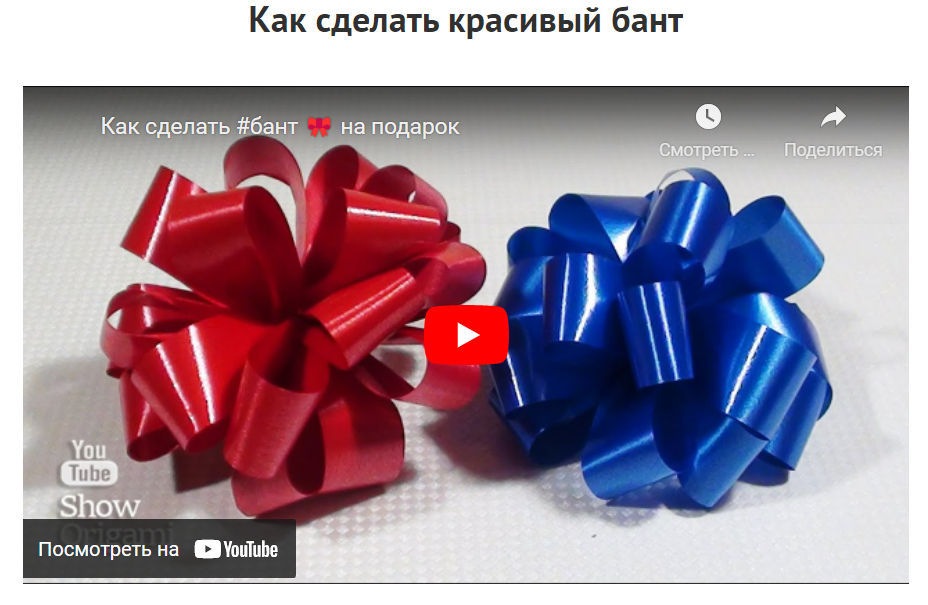 Как сделать красивый бант
Как сделать #бант 🎀 на подарок
Смотреть ...
Поделиться
You
Tube
Show
Origami
Посмотреть на YouTube